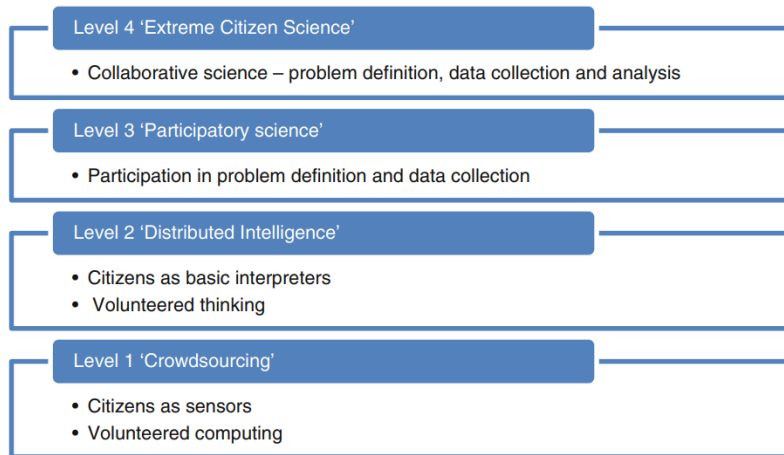 Level 4 ‘Extreme Citizen Science’
• Collaborative science – problem definition, data collection and analysis
Level 3 ‘Participatory science’
• Participation in problem definition and data collection
Level 2 ‘Distributed Intelligence’
• Citizens as basic interpreters
• Volunteered thinking
Level 1 ‘Crowdsourcing’
• Citizens as sensors
• Volunteered computing